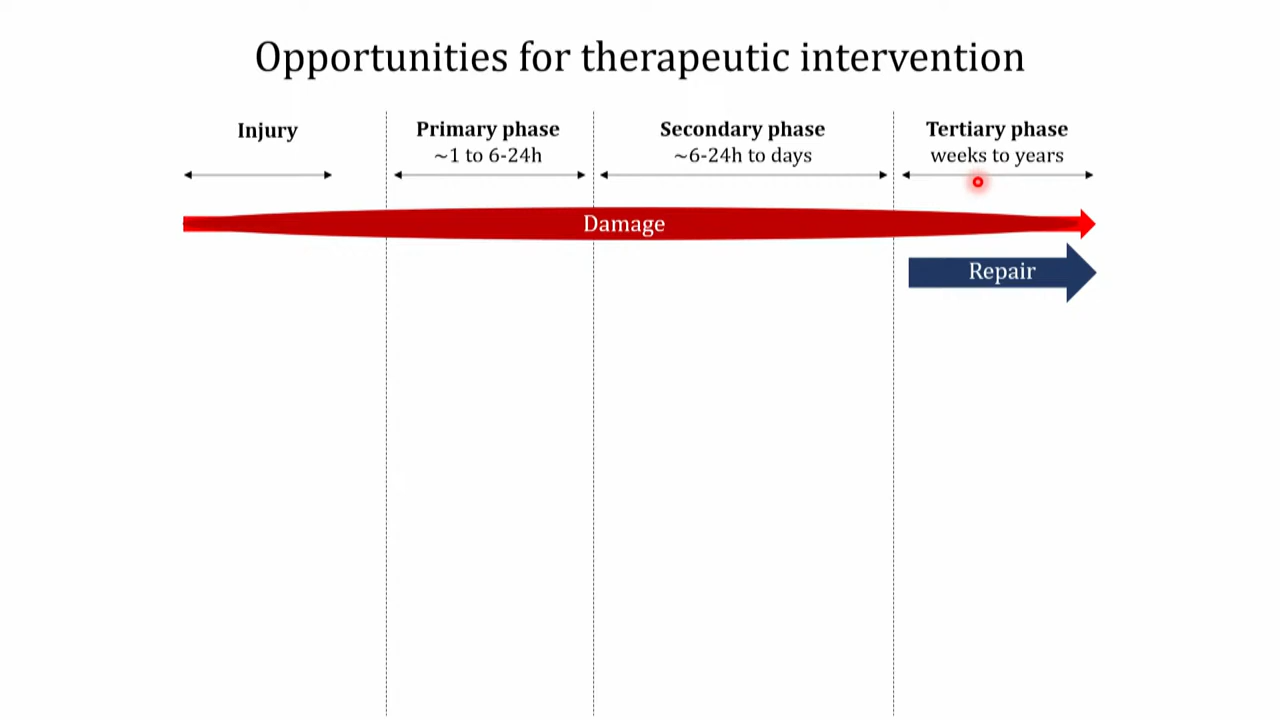 Opportunities for therapeutic intervention
Injury
Primary phase
~1 to 6-24h
Secondary phase
~6-24h to days
Tertiary phase
weeks to years
Damage
Repair